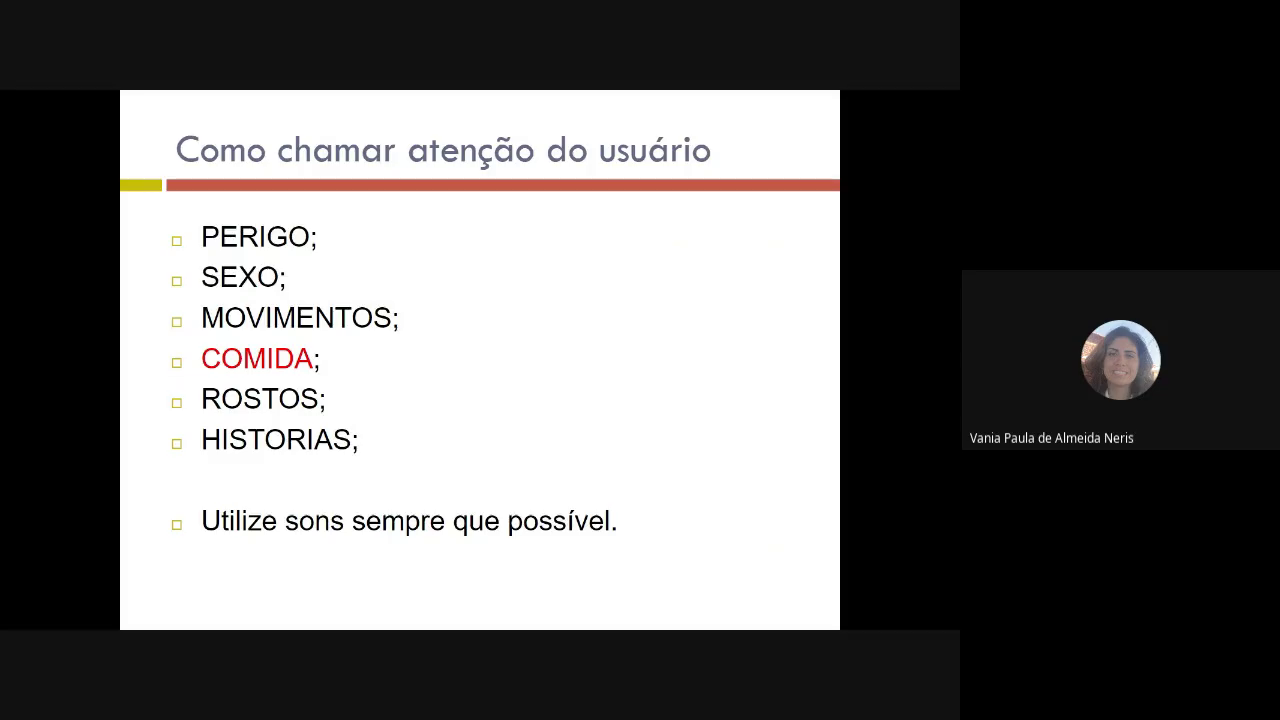 Como chamar atenção do usuário
PERIGO;
SEXO;
MOVIMENTOS;
COMIDA;
ROSTOS;
HISTORIAS;
Utilize sons sempre que possível.
Vania Paula de Almeida Neris